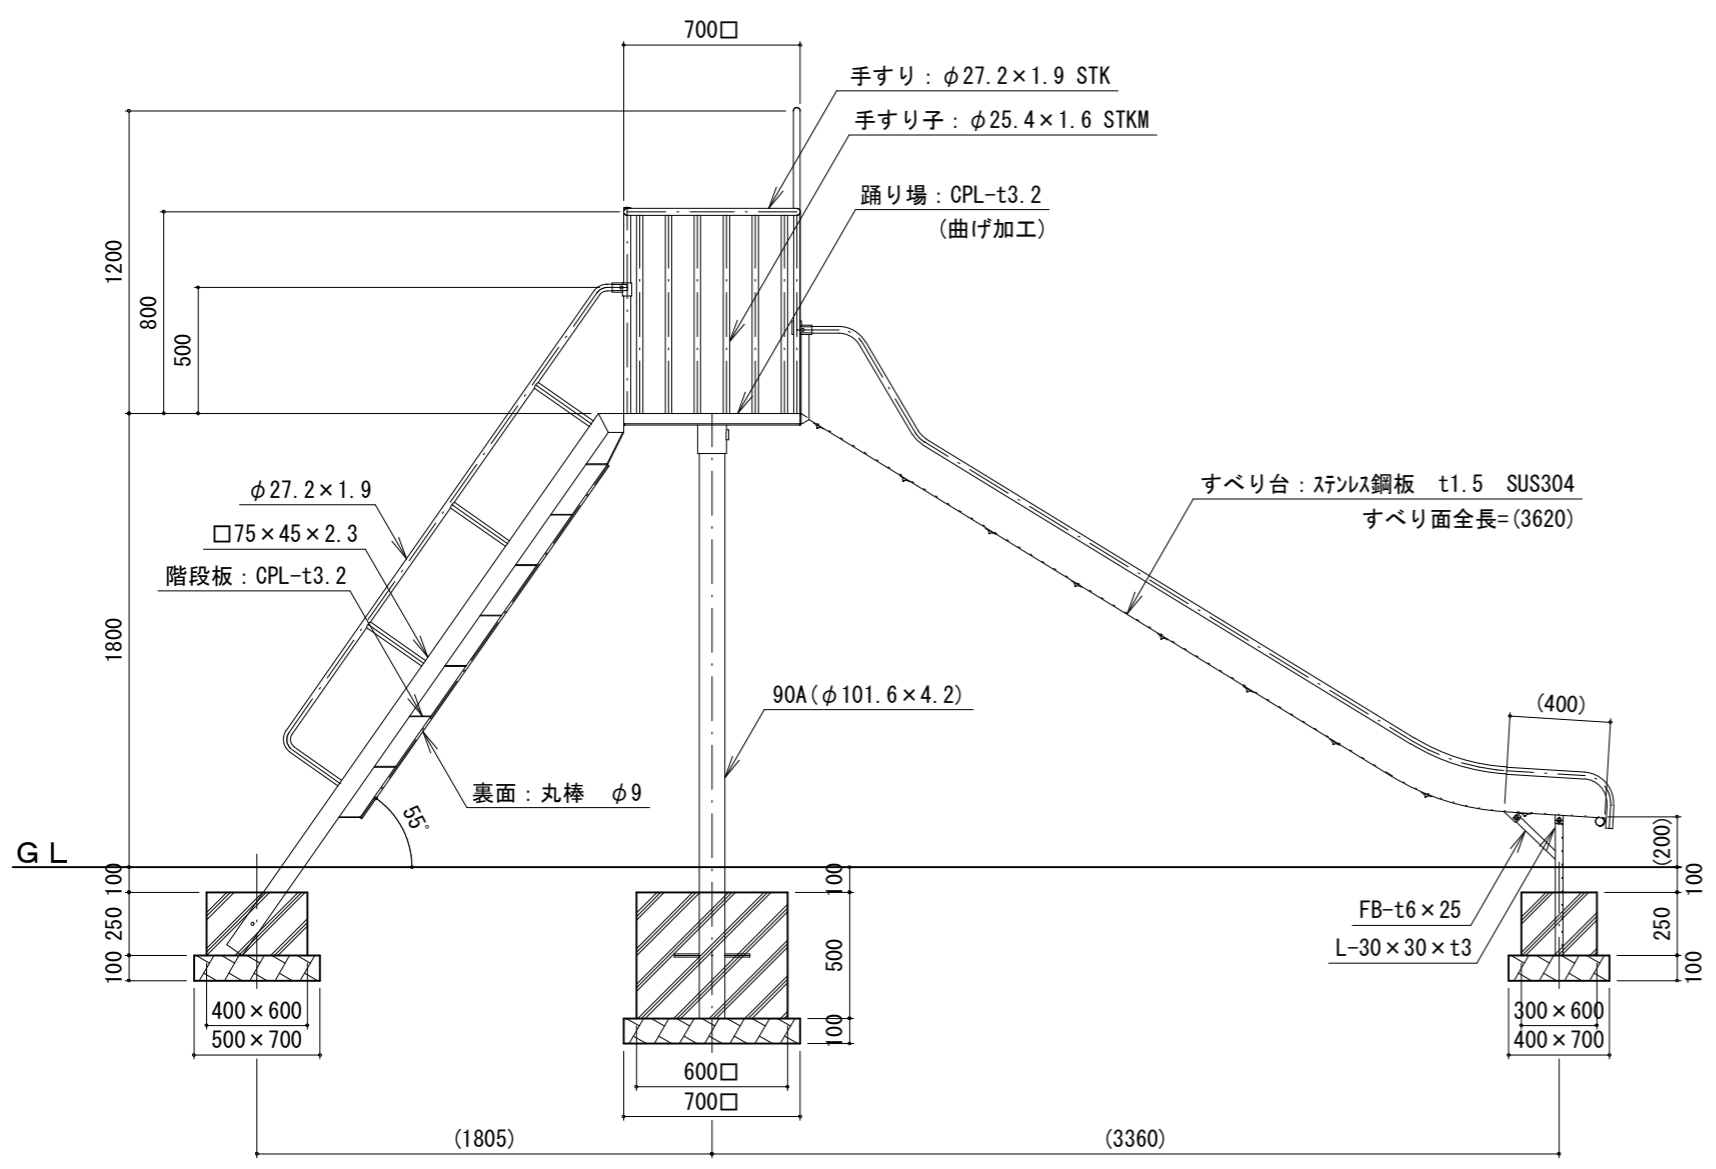 700□
手すり：φ27.2×1.9 STK
手すり子：φ25.4×1.6 STKM
踊り場：CPL-t3.2
(曲げ加工)
1200
800
500
φ27.2×1.9
□75×45×2.3
階段板：CPL-t3.2
すべり台：ステンレス鋼板 t1.5 SUS304
すべり面全長=(3620)
1800
90A(φ101.6×4.2)
(400)
裏面：丸棒 φ9
55°
GL
(200)
100
250
100
100
500
100
100
250
100
FB-t6×25
L-30×30×t3
400×600
500×700
600□
700□
300×600
400×700
(1805)
(3360)